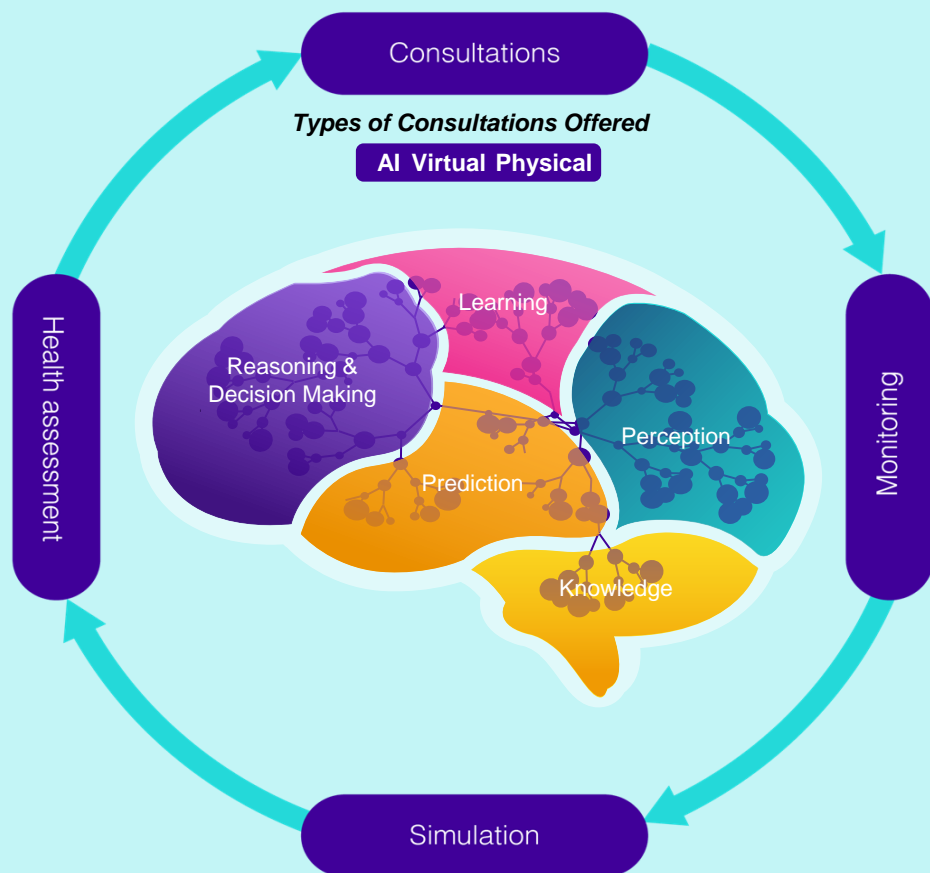 Consultations
Types of Consultations Offered
AI Virtual Physical
Learning
Reasoning &
Decision Making
Perception
Prediction
Knowledge
Health assessment
Monitoring
Simulation